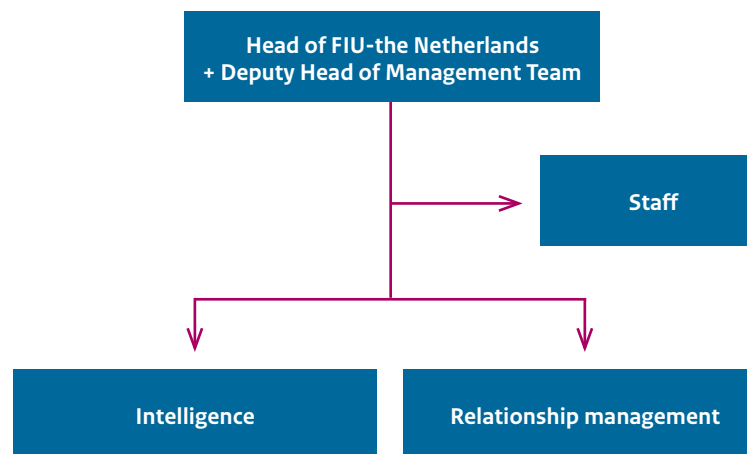 Head of FIU-the Netherlands
+ Deputy Head of Management Team
Staff
Intelligence
Relationship management